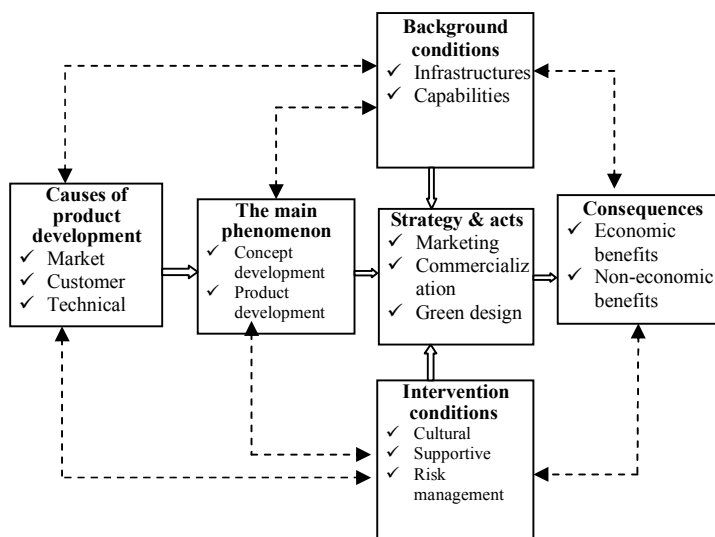 Background
conditions
✓ Infrastructures
✓ Capabilities
Causes of
product
development
✓ Market
✓ Customer
✓ Technical
The main
phenomenon
✓ Concept
development
✓ Product
development
Strategy & acts
✓ Marketing
✓ Commercializ
ation
✓ Green design
Consequences
✓ Economic
benefits
✓ Non-economic
benefits
Intervention
conditions
✓ Cultural
✓ Supportive
✓ Risk
management